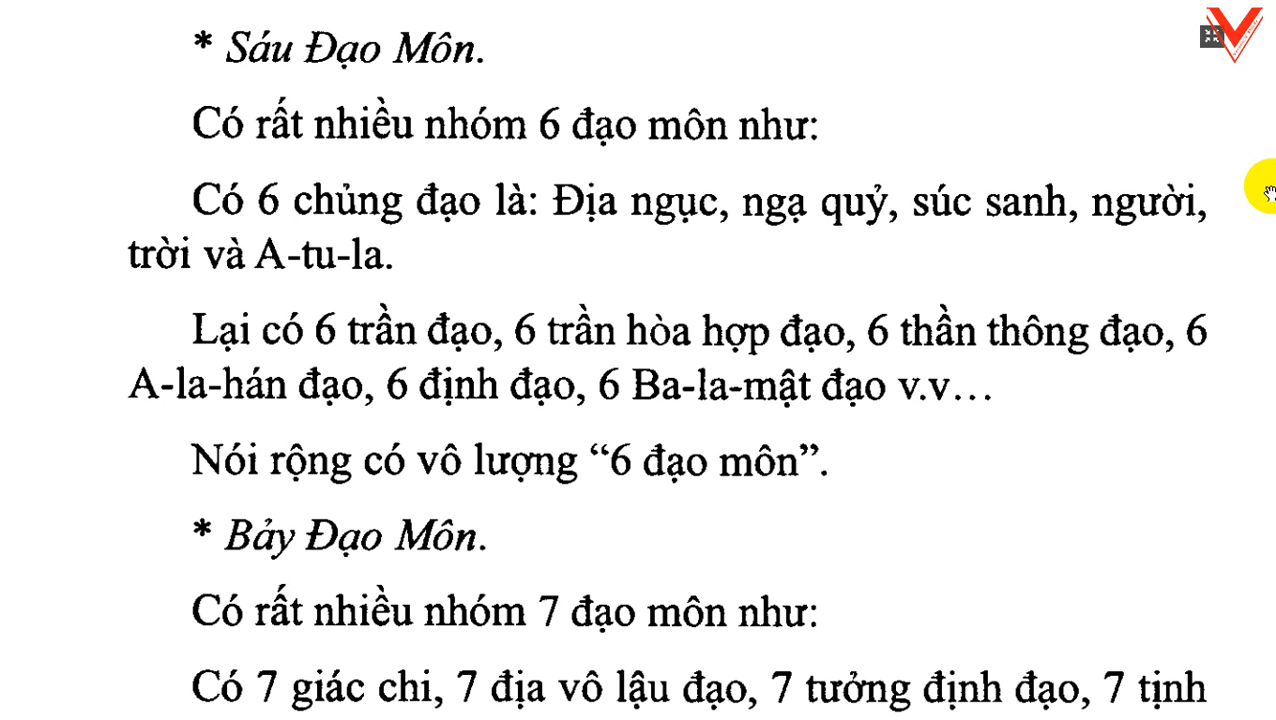 * Sáu Đạo Môn.
Có rất nhiều nhóm 6 đạo môn như:
Có 6 chủng đạo là: Địa ngục, ngạ quỷ, súc sanh, người,
trời và A-tu-la.
Lại có 6 trần đạo, 6 trần hòa hợp đạo, 6 thần thông đạo, 6
A-la-hán đạo, 6 định đạo, 6 Ba-la-mật đạo v.v…
Nói rộng có vô lượng “6 đạo môn”.
* Bảy Đạo Môn.
Có rất nhiều nhóm 7 đạo môn như:
Có 7 giác chi, 7 địa vô lậu đạo, 7 tưởng định đạo, 7 tịnh